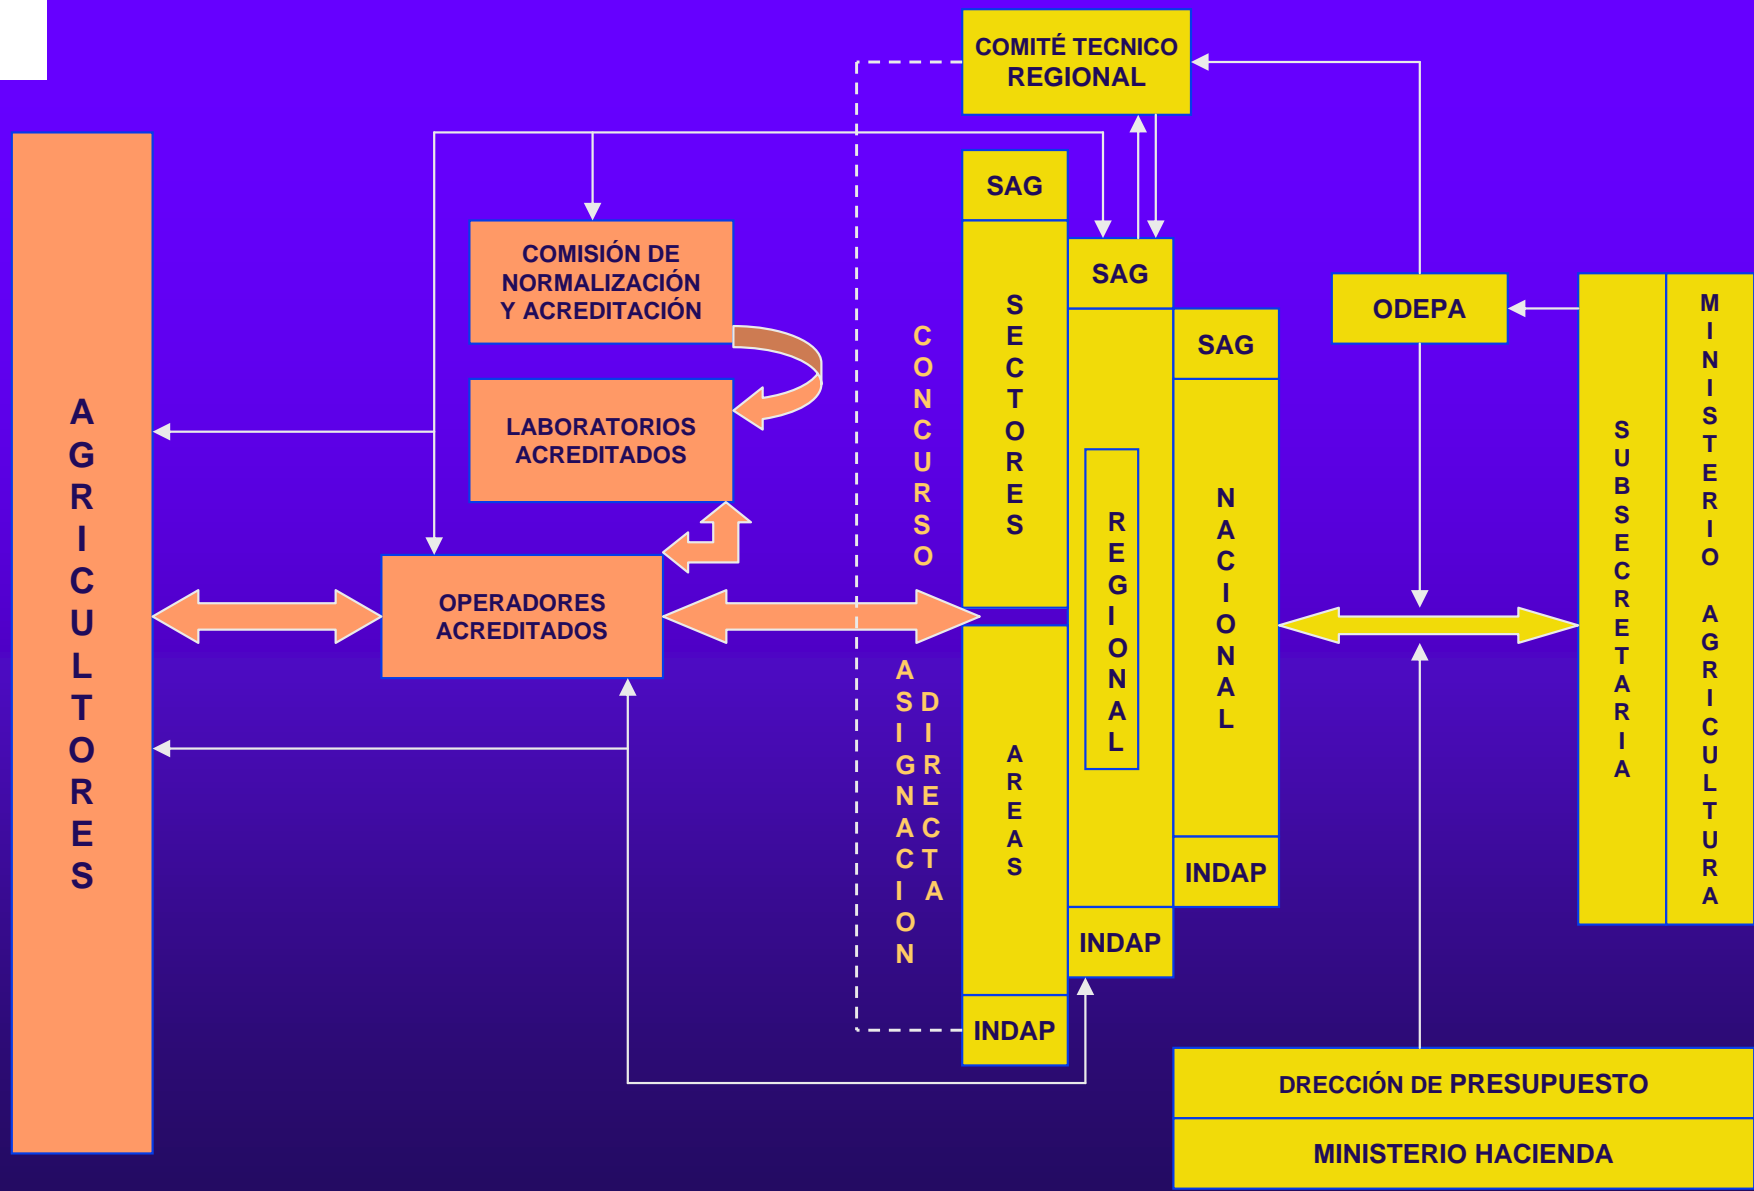 COMITÉ TECNICO
REGIONAL
AGRICULTORES
COMISIÓN DE
NORMALIZACIÓN
Y ACREDITACIÓN
LABORATORIOS
ACREDITADOS
OPERADORES
ACREDITADOS
CONCURSO
ASIGNACION
DIRECTA
SAG
SECTORES
AREAS
INDAP
SAG
REGIONAL
INDAP
SAG
NACIONAL
INDAP
ODEPA
SUBSECRETARIA
MINISTERIO AGRICULTURA
DRECCIÓN DE PRESUPUESTO
MINISTERIO HACIENDA